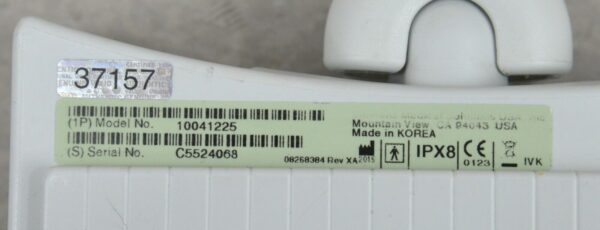 37157
(1P) Model No. 10041225
(S) Serial No. C5524068
Mountain View, CA 94043 USA
Made in KOREA
08268384 Rev XA
2015
IPX8
CE
0123
IVK